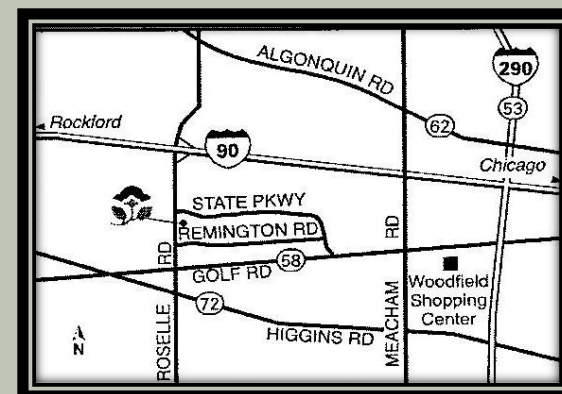 ALGONQUIN RD
290
53
62
Rockford
90
Chicago
STATE PKWY
REMINGTON RD
RD
RD
58
GOLF RD
Woodfield
Shopping
Center
72
HIGGINS RD
ROSELLE
MEACHAM
N